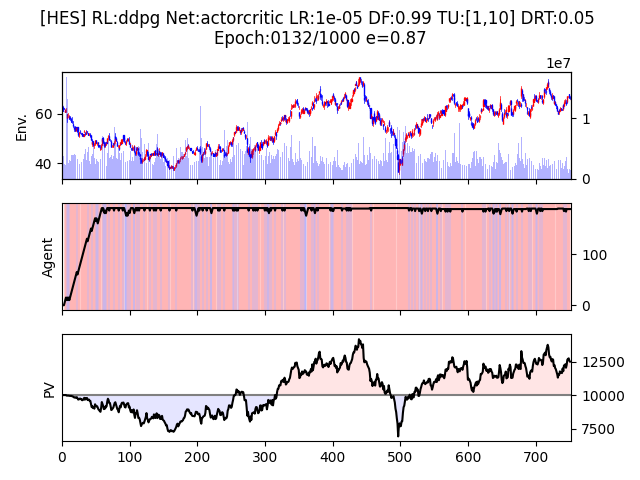 [HES] RL:ddpg Net:actorcritic LR:1e-05 DF:0.99 TU:[1,10] DRT:0.05
Epoch:0132/1000 e=0.87
1e7
Env.
60
40
1
0
Agent
100
0
PV
12500
10000
7500
0 100 200 300 400 500 600 700